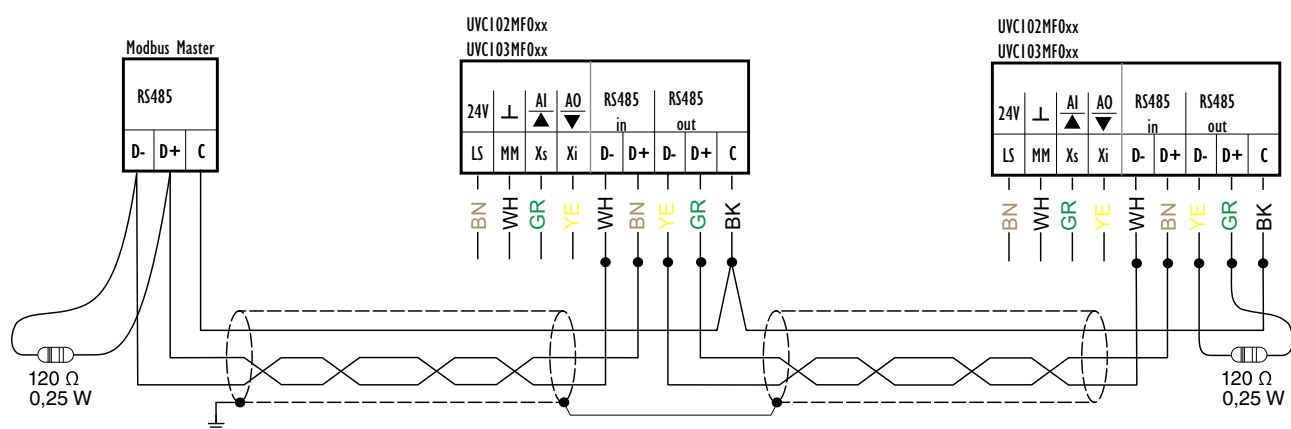 Modbus Master
RS485
D- D+ C
120 Ω
0,25 W
UVC102MF0xx
UVC103MF0xx
24V ⊥ AI ▲ AO ▼ RS485 in RS485 out
LS MM Xs Xi D- D+ D- D+ C
BN WH GR YE WH BN YE GR BK
UVC102MF0xx
UVC103MF0xx
24V ⊥ AI ▲ AO ▼ RS485 in RS485 out
LS MM Xs Xi D- D+ D- D+ C
BN WH GR YE WH BN YE GR BK
120 Ω
0,25 W